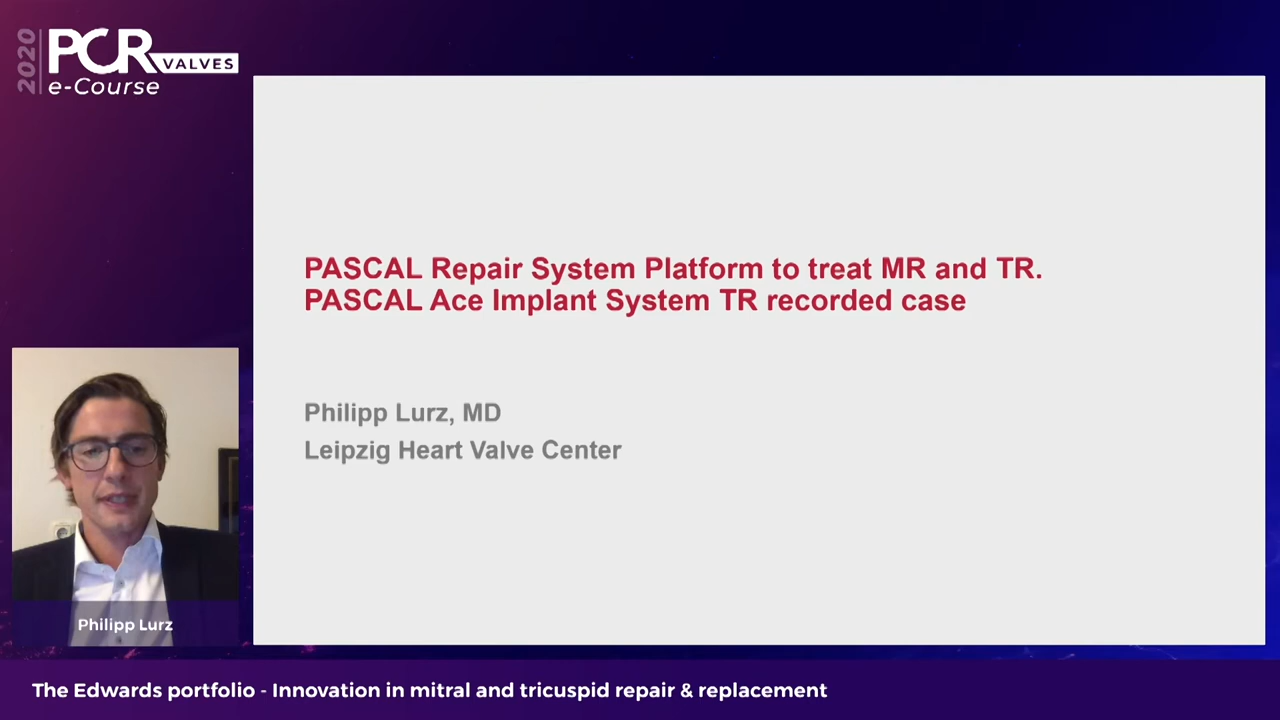 2020
PCR
VALVES
e-Course
PASCAL Repair System Platform to treat MR and TR.
PASCAL Ace Implant System TR recorded case
Philipp Lurz, MD
Leipzig Heart Valve Center
Philipp Lurz
The Edwards portfolio - Innovation in mitral and tricuspid repair & replacement